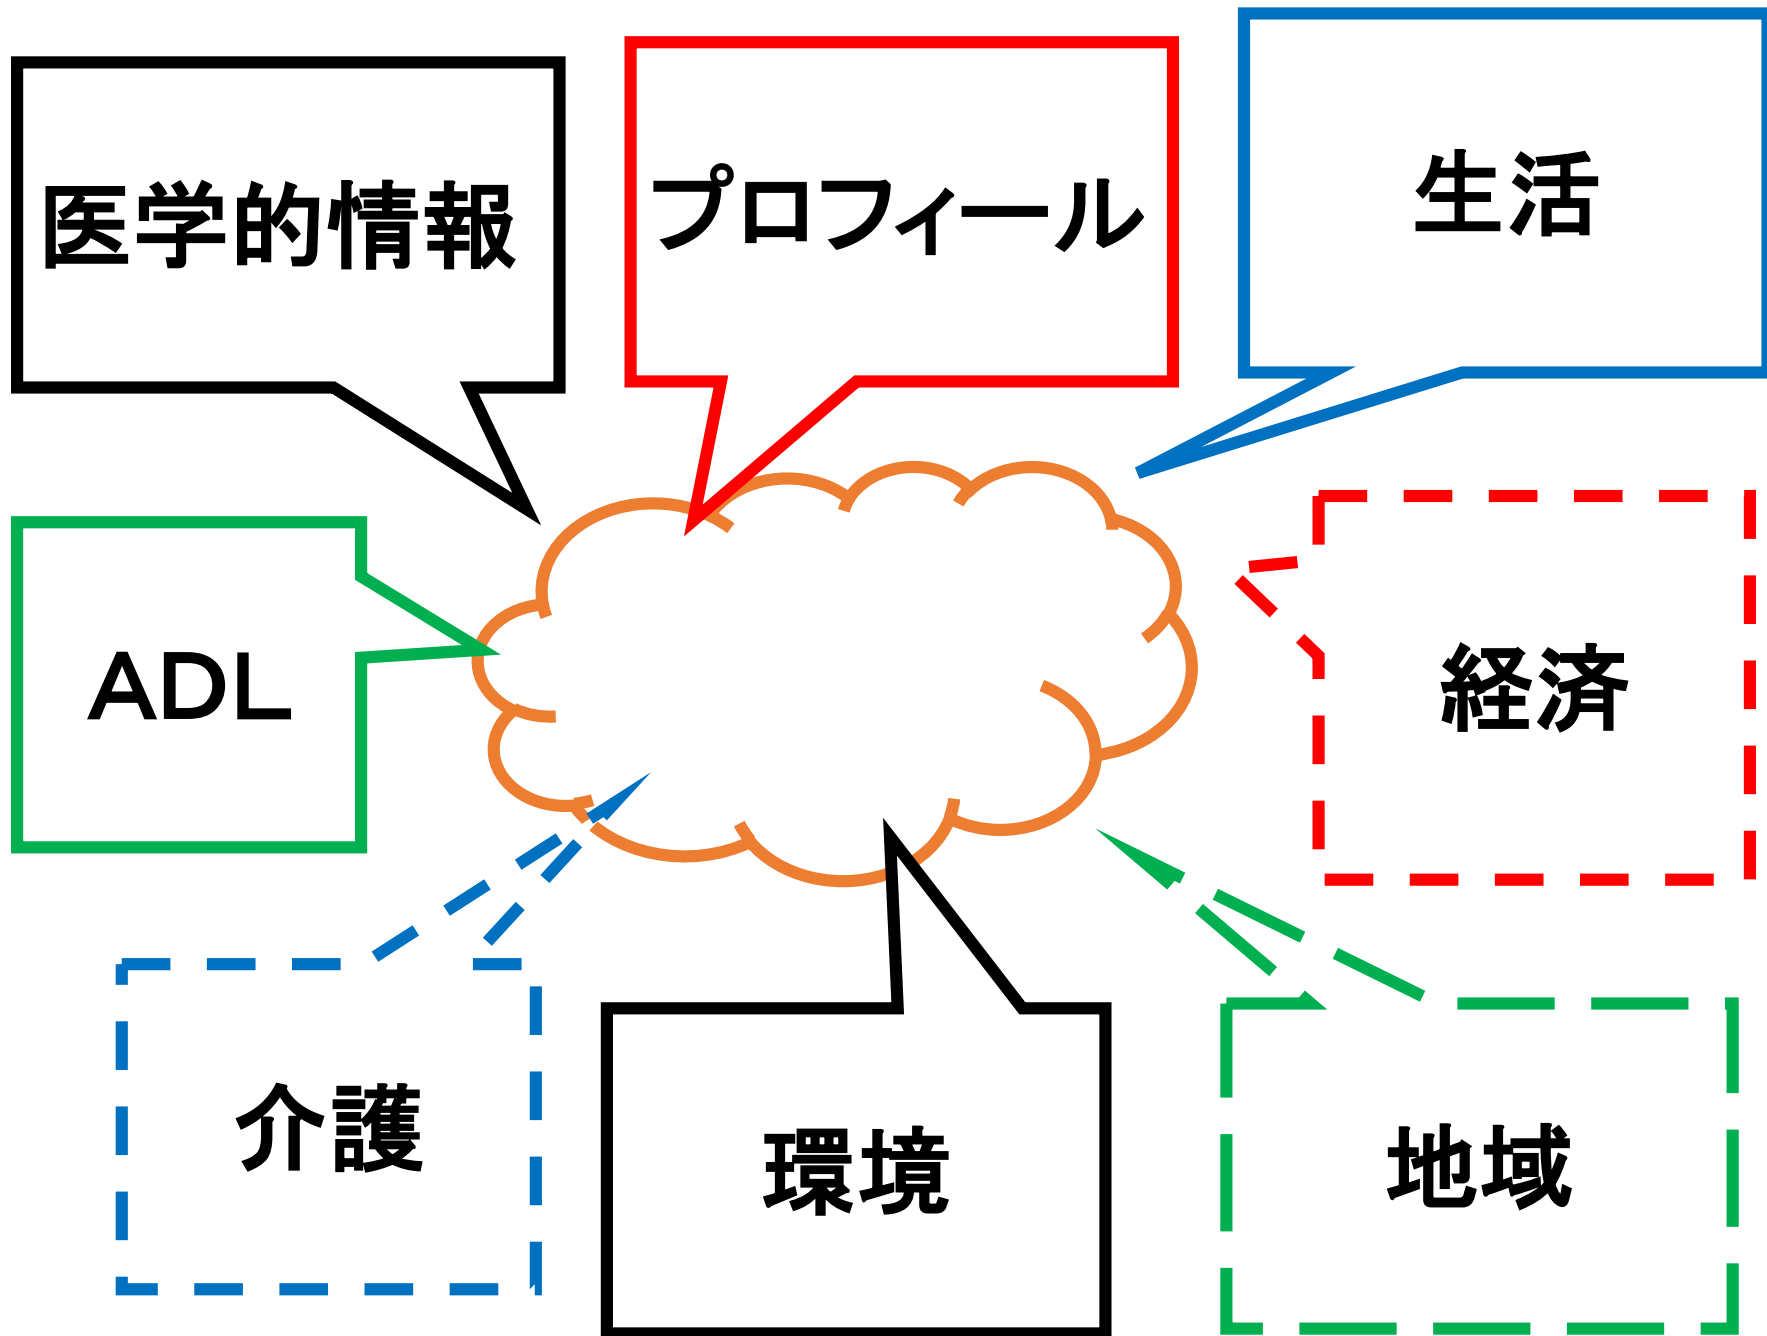 医学的情報
プロフィール
生活
ADL
経済
介護
環境
地域